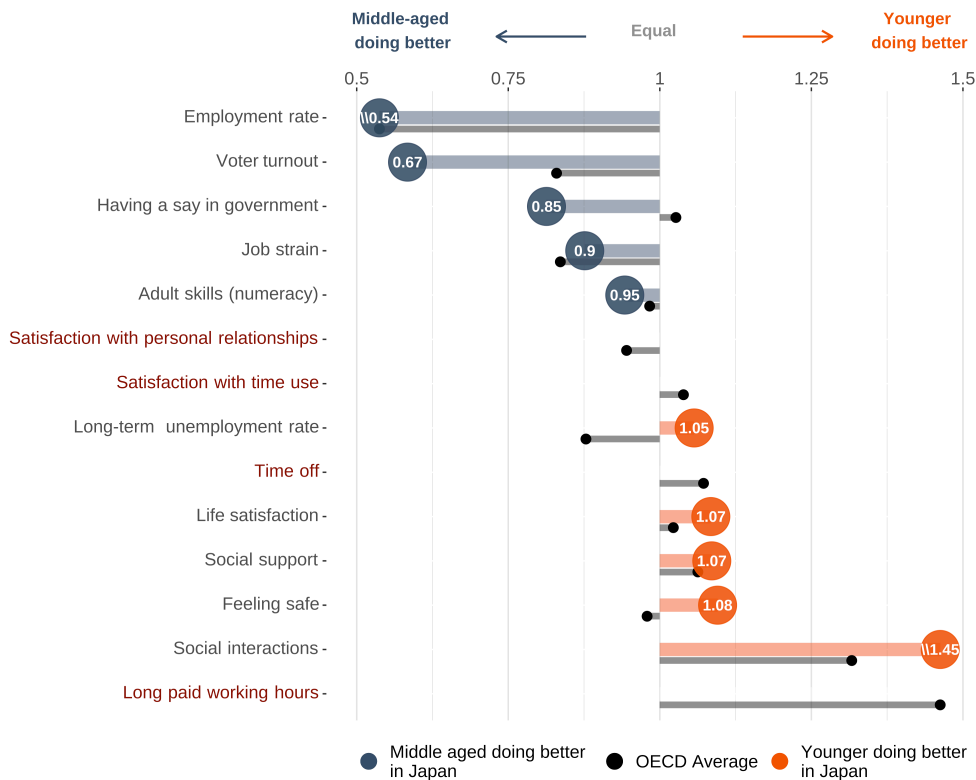 Middle-aged
doing better
Equal
Younger
doing better
0.5 0.75 1 1.25 1.5
Employment rate
\\0.54
Voter turnout
0.67
Having a say in government
0.85
Job strain
0.9
Adult skills (numeracy)
0.95
Satisfaction with personal relationships
Satisfaction with time use
Long-term  unemployment rate
1.05
Time off
Life satisfaction
1.07
Social support
1.07
Feeling safe
1.08
Social interactions
\\1.45
Long paid working hours
Middle aged doing better
in Japan
OECD Average
Younger doing better
in Japan